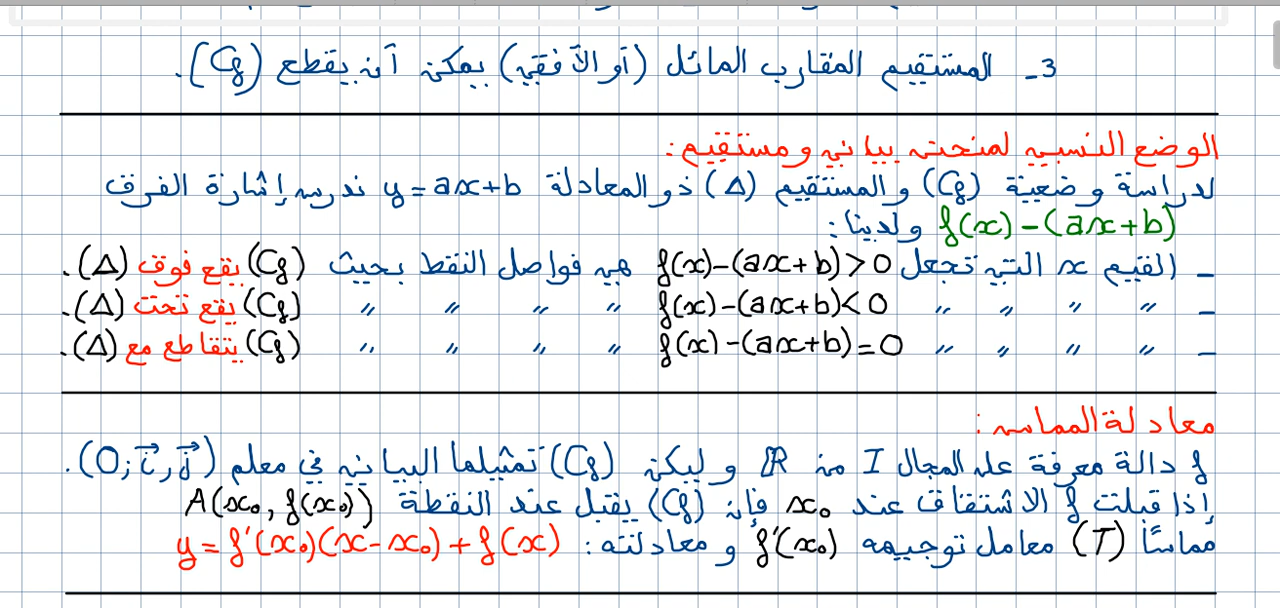 3_ المستقيم المقارب المائل (أو الأفقي) يمكن أن يقطع (Cf).
الوضع النسبي لمنحنى بياني ومستقيم:
لدراسة وضعية (Cf) والمستقيم (Δ) ذو المعادلة y=ax+b ندرس إشارة الفرق
f(x)-(ax+b) ولدينا:
_ القيم x التي تجعل f(x)-(ax+b)>0 هي فواصل النقط بحيث (Cf) يقع فوق (Δ).
_ " " " " f(x)-(ax+b)<0 " " " " (Cf) يقع تحت (Δ).
_ " " " " f(x)-(ax+b)=0 " " " " (Cf) يتقاطع مع (Δ).
معادلة المماس:
f دالة معرفة على المجال I من ℝ وليكن (Cf) تمثيلها البياني في معلم (O;i⃗,j⃗).
إذا قبلت f الاشتقاق عند x₀ فإن (Cf) يقبل عند النقطة A(x₀, f(x₀))
مماسًا (T) معامل توجيهه f'(x₀) و معادلته: y=f'(x₀)(x-x₀)+f(x)